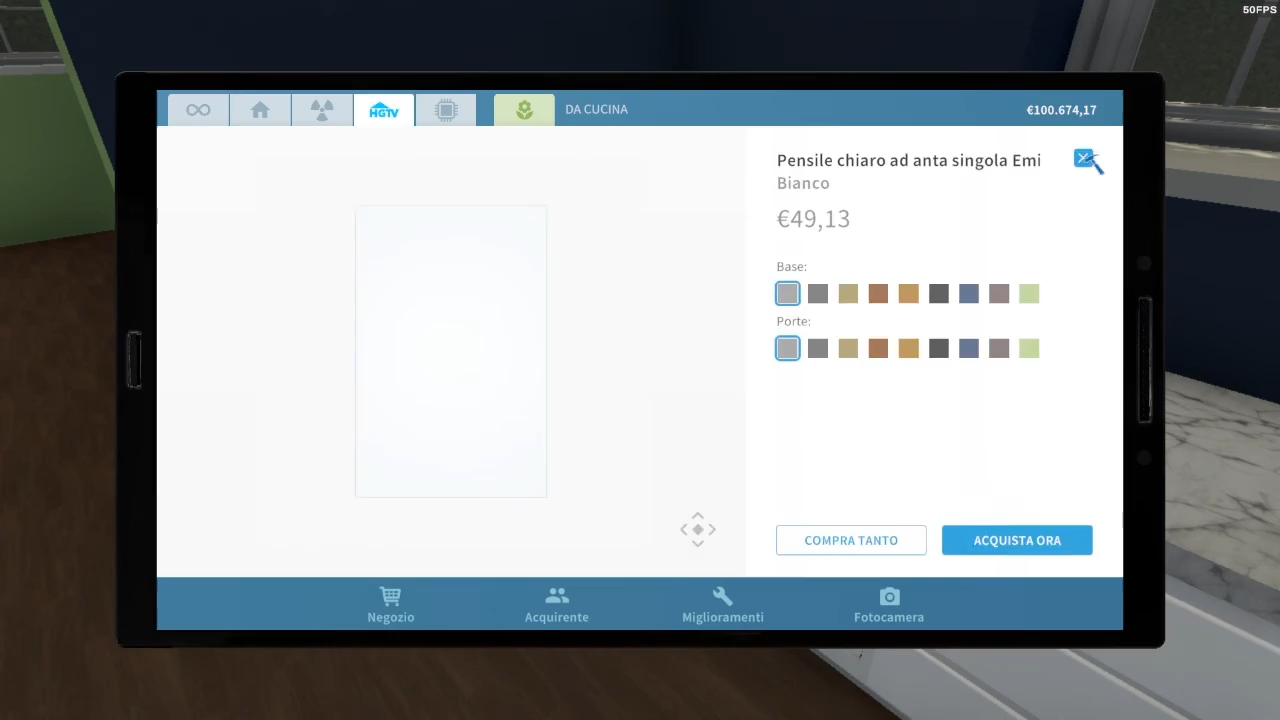 50FPS
HGTV
DA CUCINA
€100.674,17
Pensile chiaro ad anta singola Emi
Bianco
€49,13
Base:
Porte:
COMPRA TANTO
ACQUISTA ORA
Negozio
Acquirente
Miglioramenti
Fotocamera